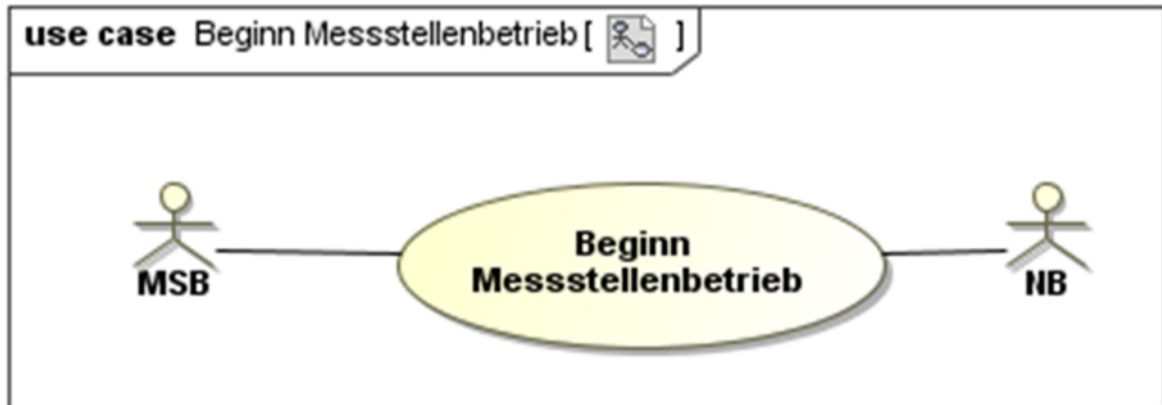 use case Beginn Messstellenbetrieb [ ]
Beginn
Messstellenbetrieb
MSB
NB